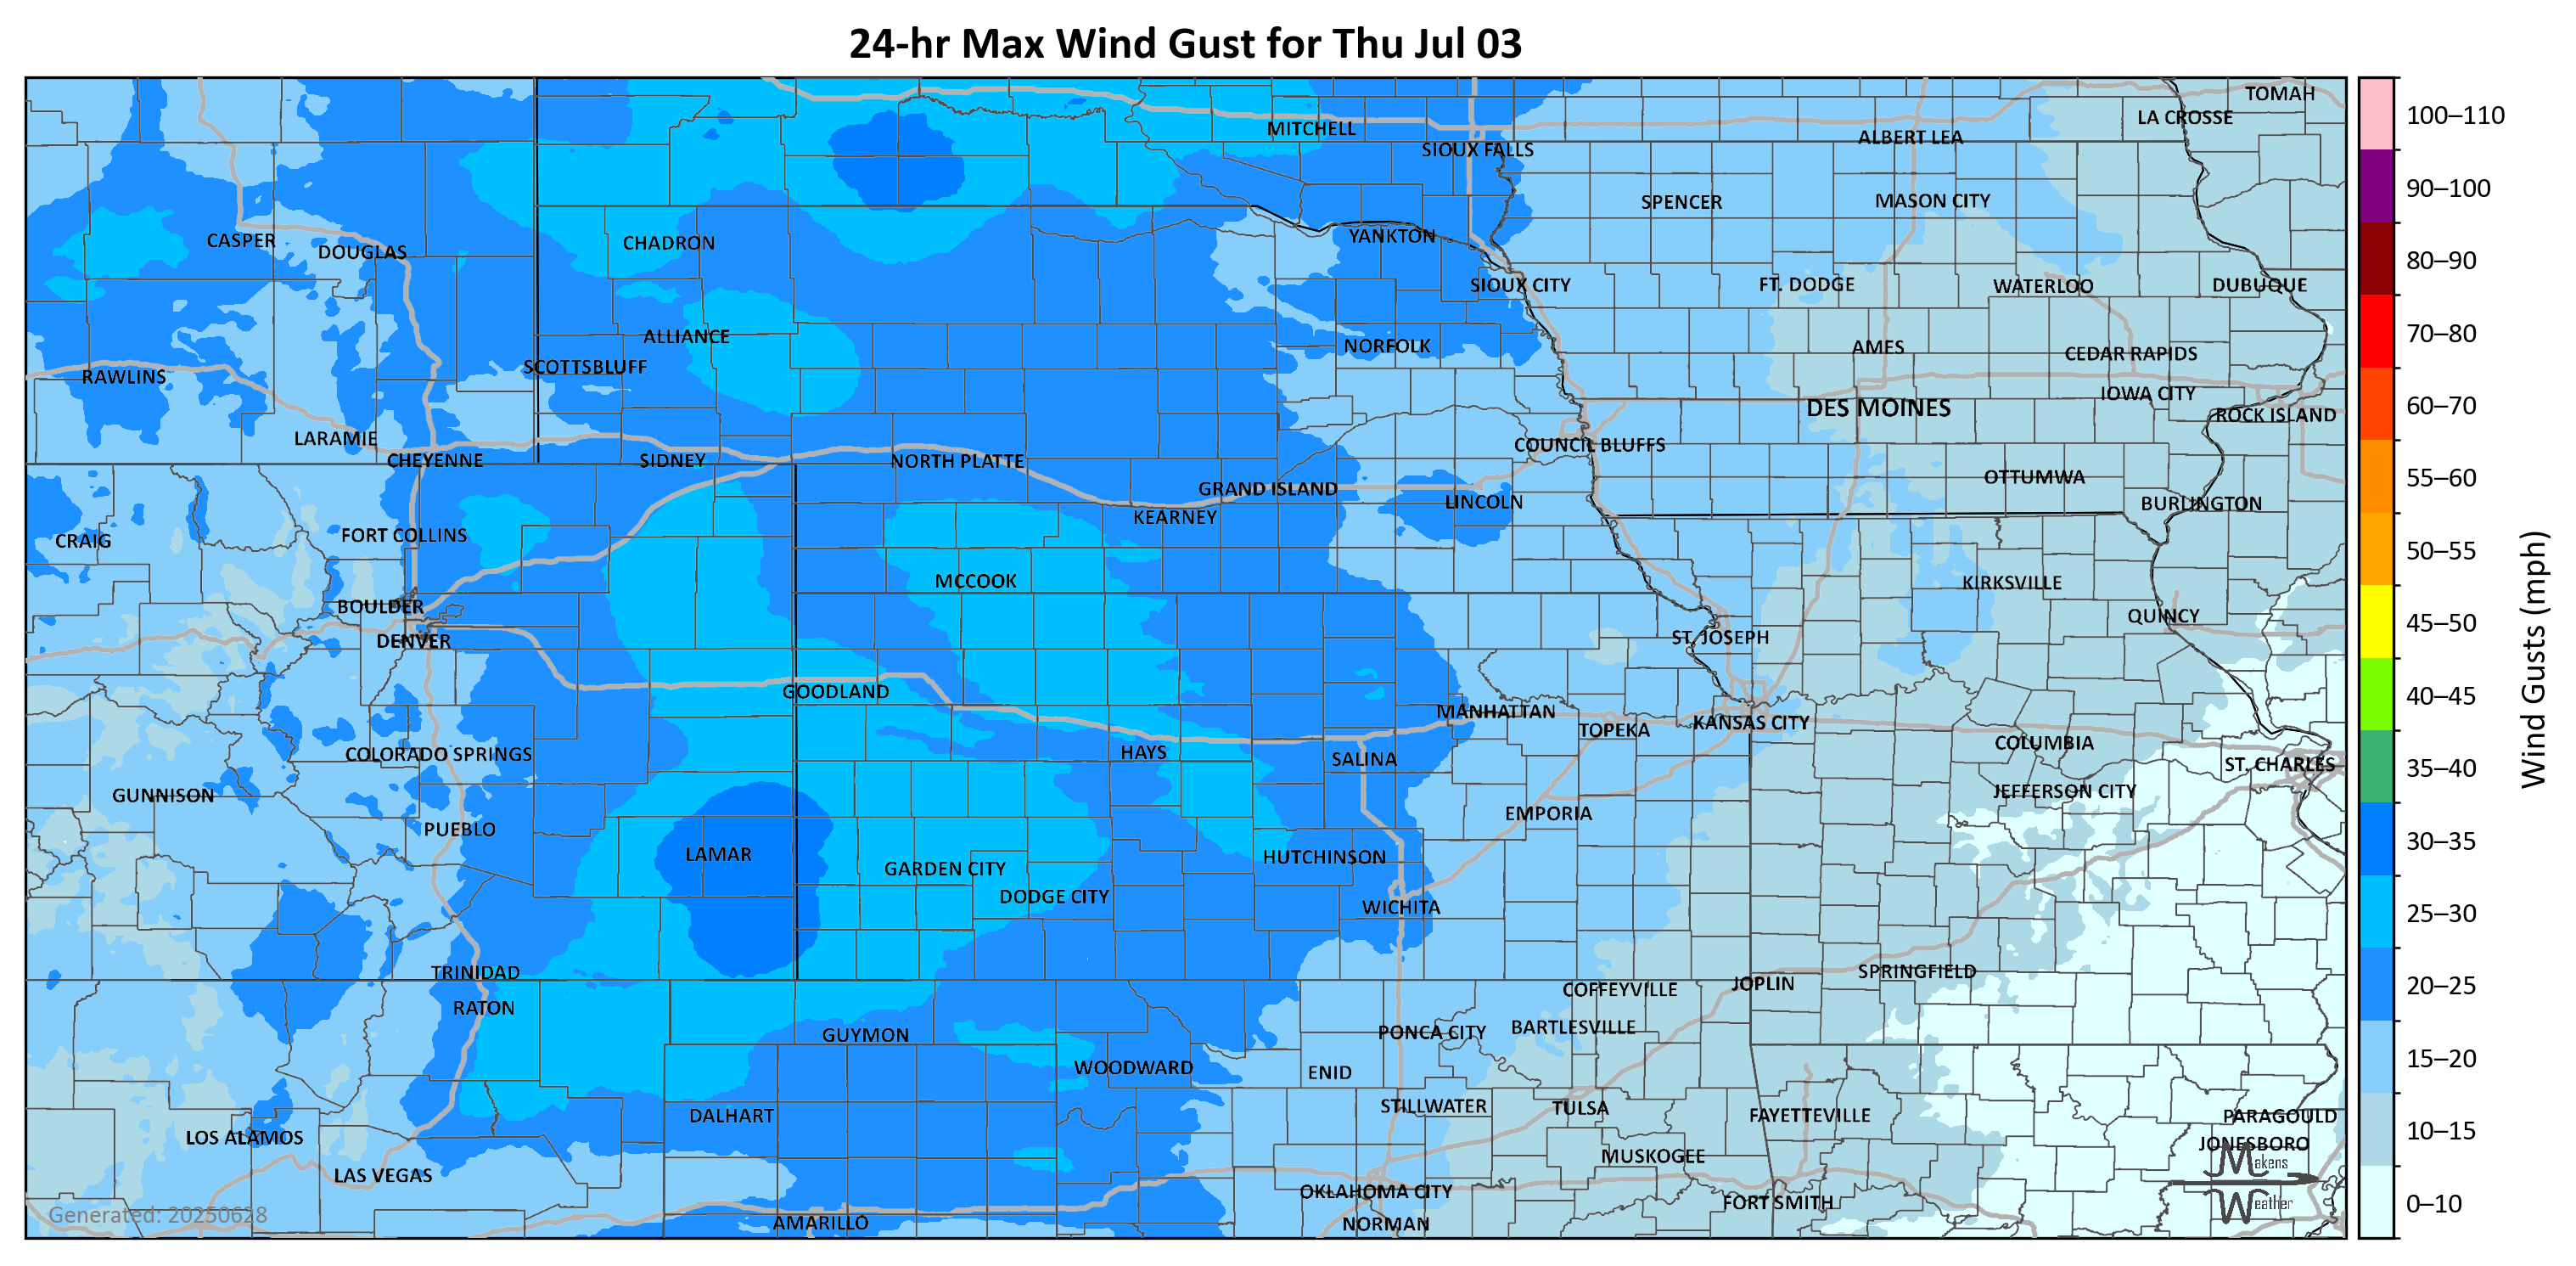 24-hr Max Wind Gust for Thu Jul 03
TOMAH
LA CROSSE
MITCHELL
ALBERT LEA
SIOUX FALLS
SPENCER
MASON CITY
CASPER
DOUGLAS
CHADRON
YANKTON
SIOUX CITY
FT. DODGE
WATERLOO
DUBUQUE
ALLIANCE
NORFOLK
AMES
CEDAR RAPIDS
SCOTTSBLUFF
RAWLINS
IOWA CITY
DES MOINES
ROCK ISLAND
LARAMIE
COUNCIL BLUFFS
CHEYENNE
SIDNEY
NORTH PLATTE
OTTUMWA
GRAND ISLAND
LINCOLN
BURLINGTON
KEARNEY
FORT COLLINS
CRAIG
MCCOOK
KIRKSVILLE
BOULDER
QUINCY
DENVER
ST. JOSEPH
GOODLAND
MANHATTAN
KANSAS CITY
TOPEKA
COLUMBIA
COLORADO SPRINGS
HAYS
SALINA
ST. CHARLES
GUNNISON
JEFFERSON CITY
EMPORIA
PUEBLO
LAMAR
HUTCHINSON
GARDEN CITY
DODGE CITY
WICHITA
TRINIDAD
SPRINGFIELD
JOPLIN
COFFEYVILLE
RATON
GUYMON
PONCA CITY
BARTLESVILLE
WOODWARD
ENID
STILLWATER
TULSA
DALHART
FAYETTEVILLE
PARAGOULD
LOS ALAMOS
JONESBORO
MUSKOGEE
LAS VEGAS
OKLAHOMA CITY
FORT SMITH
AMARILLO
NORMAN
Generated: 20250628
Makens
Weather
100–110
90–100
80–90
70–80
60–70
55–60
50–55
45–50
40–45
35–40
30–35
25–30
20–25
15–20
10–15
0–10
Wind Gusts (mph)